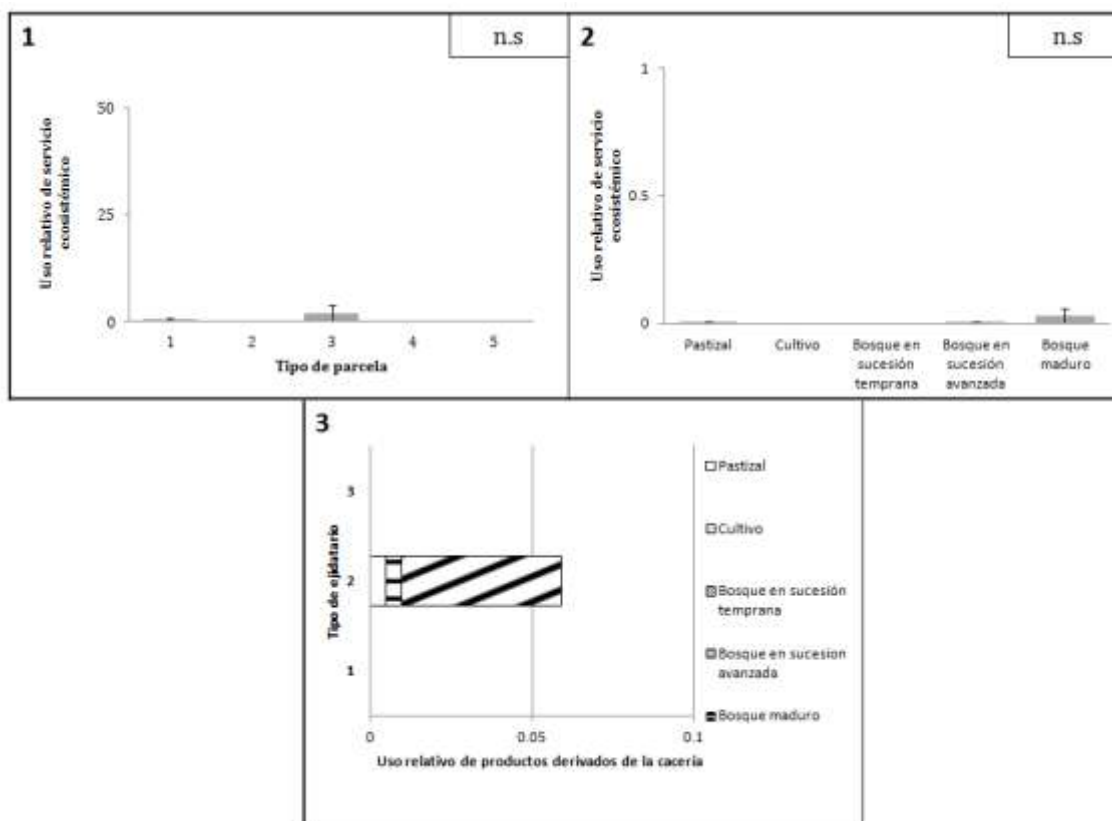 1
n.s
Uso relativo de servicio
ecosistémico
50
25
0
1 2 3 4 5
Tipo de parcela
2
n.s
Uso relativo de servicio
ecosistémico
1
0.5
0
Pastizal
Cultivo
Bosque en
sucesión
temprana
Bosque en
sucesión
avanzada
Bosque
maduro
3
Tipo de ejidatario
3
2
1
0 0.05 0.1
Uso relativo de productos derivados de la cacería
Pastizal
Cultivo
Bosque en sucesión
temprana
Bosque en sucesion
avanzada
Bosque maduro